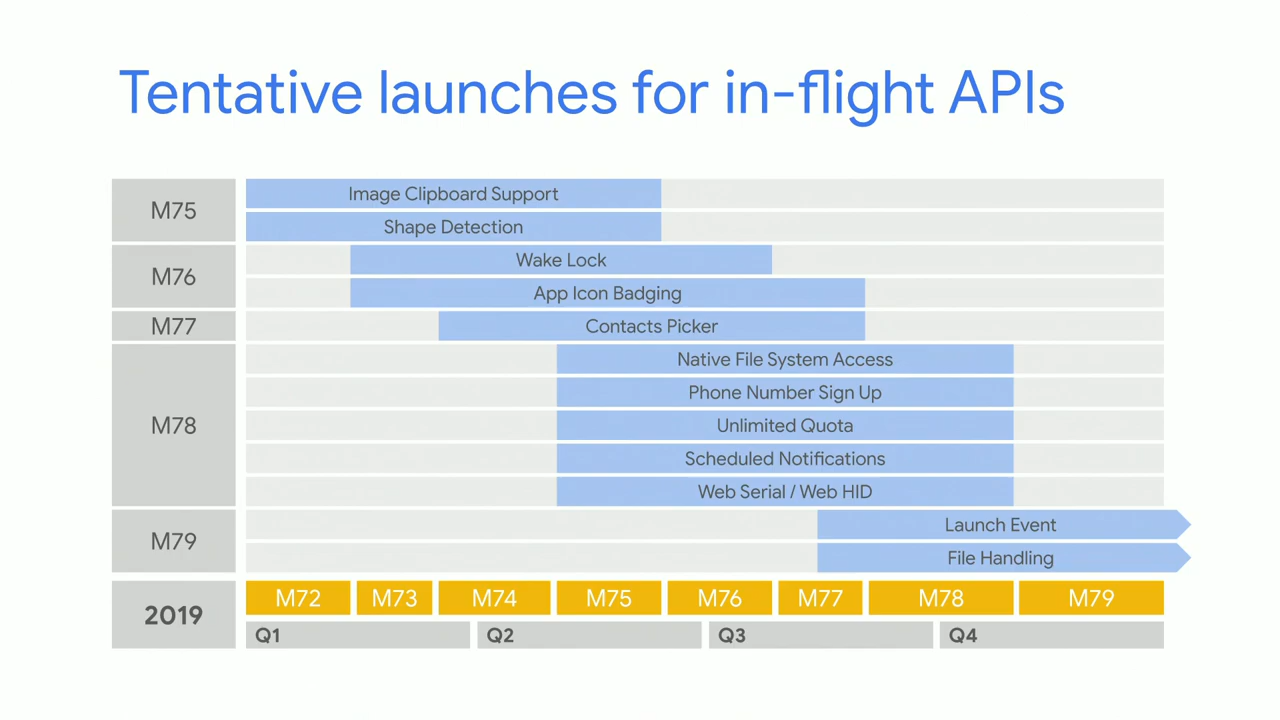 Tentative launches for in-flight APIs
M75
Image Clipboard Support
Shape Detection
M76
Wake Lock
App Icon Badging
M77
Contacts Picker
M78
Native File System Access
Phone Number Sign Up
Unlimited Quota
Scheduled Notifications
Web Serial / Web HID
M79
Launch Event
File Handling
2019
M72 M73 M74 M75 M76 M77 M78 M79
Q1 Q2 Q3 Q4